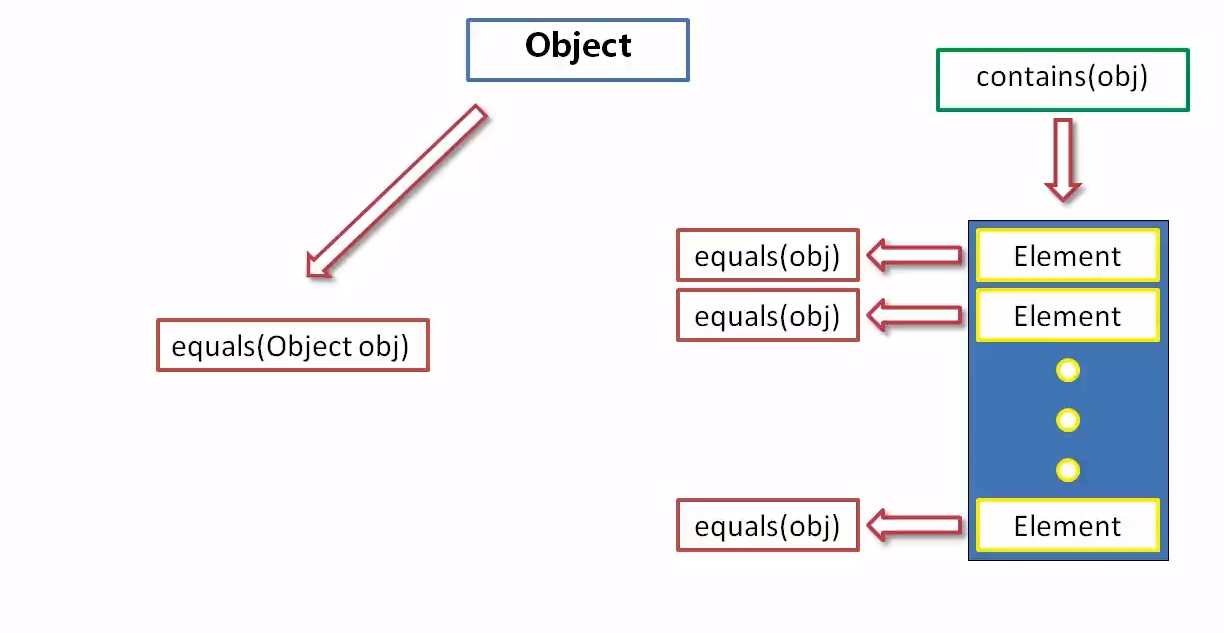 Object
contains(obj)
equals(obj)
Element
equals(obj)
Element
equals(Object obj)
equals(obj)
Element